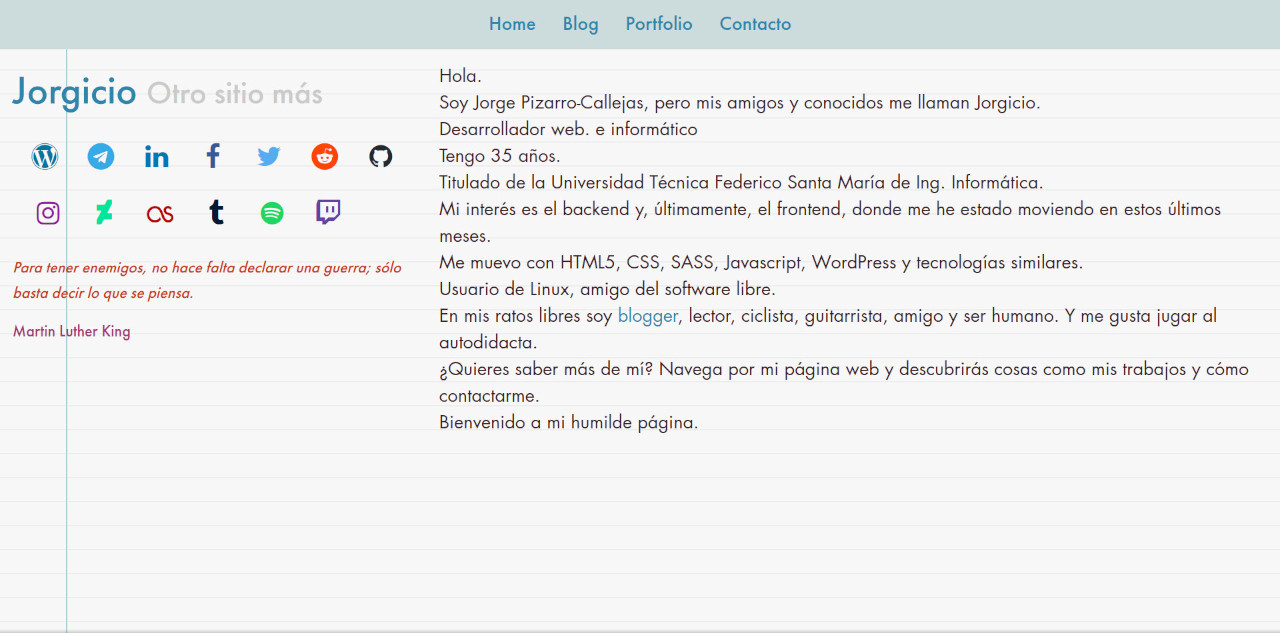 Home Blog Portfolio Contacto
Jorgicio Otro sitio más
Para tener enemigos, no hace falta declarar una guerra; sólo
basta decir lo que se piensa.
Martin Luther King
Hola.
Soy Jorge Pizarro-Callejas, pero mis amigos y conocidos me llaman Jorgicio.
Desarrollador web. e informático
Tengo 35 años.
Titulado de la Universidad Técnica Federico Santa María de Ing. Informática.
Mi interés es el backend y, últimamente, el frontend, donde me he estado moviendo en estos últimos
meses.
Me muevo con HTML5, CSS, SASS, Javascript, WordPress y tecnologías similares.
Usuario de Linux, amigo del software libre.
En mis ratos libres soy blogger, lector, ciclista, guitarrista, amigo y ser humano. Y me gusta jugar al
autodidacta.
¿Quieres saber más de mí? Navega por mi página web y descubrirás cosas como mis trabajos y cómo
contactarme.
Bienvenido a mi humilde página.